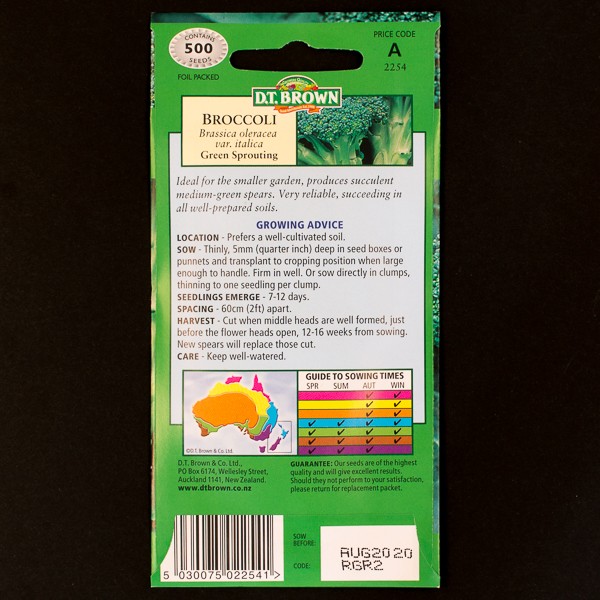 CONTAINS
500
SEEDS
FOIL PACKED
PRICE CODE
A
2254
D.T. BROWN
BROCCOLI
Brassica oleracea
var. italica
Green Sprouting
Ideal for the smaller garden, produces succulent
medium-green spears. Very reliable, succeeding in
all well-prepared soils.
GROWING ADVICE
LOCATION - Prefers a well-cultivated soil.
SOW - Thinly, 5mm (quarter inch) deep in seed boxes or
punnets and transplant to cropping position when large
enough to handle. Firm in well. Or sow directly in clumps,
thinning to one seedling per clump.
SEEDLINGS EMERGE - 7-12 days.
SPACING - 60cm (2ft) apart.
HARVEST - Cut when middle heads are well formed, just
before the flower heads open, 12-16 weeks from sowing.
New spears will replace those cut.
CARE - Keep well-watered.
GUIDE TO SOWING TIMES
SPR SUM AUT WIN
©D.T. Brown & Co. Ltd.
D.T. Brown & Co. Ltd.,
PO Box 6174, Wellesley Street,
Auckland 1141, New Zealand.
www.dtbrown.co.nz
GUARANTEE: Our seeds are of the highest
quality and will give excellent results.
Should they not perform to your satisfaction,
please return for replacement packet.
SOW
BEFORE:
AUG2020
CODE:
RGR2
5 030075 022541 >